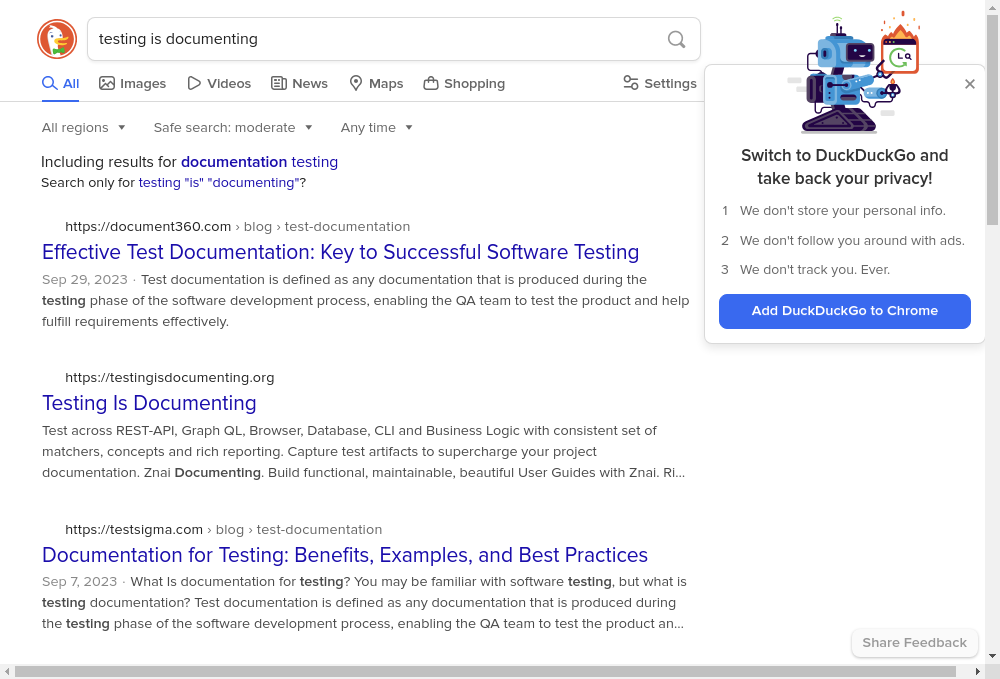 testing is documenting
All Images Videos News Maps Shopping Settings
All regions Safe search: moderate Any time
Including results for documentation testing
Search only for testing "is" "documenting"?
https://document360.com › blog › test-documentation
Effective Test Documentation: Key to Successful Software Testing
Sep 29, 2023 · Test documentation is defined as any documentation that is produced during the
testing phase of the software development process, enabling the QA team to test the product and help
fulfill requirements effectively.
https://testingisdocumenting.org
Testing Is Documenting
Test across REST-API, Graph QL, Browser, Database, CLI and Business Logic with consistent set of
matchers, concepts and rich reporting. Capture test artifacts to supercharge your project
documentation. Znai Documenting. Build functional, maintainable, beautiful User Guides with Znai. Ri...
https://testsigma.com › blog › test-documentation
Documentation for Testing: Benefits, Examples, and Best Practices
Sep 7, 2023 · What Is documentation for testing? You may be familiar with software testing, but what is
testing documentation? Test documentation is defined as any documentation that is produced during
the testing phase of the software development process, enabling the QA team to test the product an...
Switch to DuckDuckGo and
take back your privacy!
1 We don't store your personal info.
2 We don't follow you around with ads.
3 We don't track you. Ever.
Add DuckDuckGo to Chrome
Share Feedback